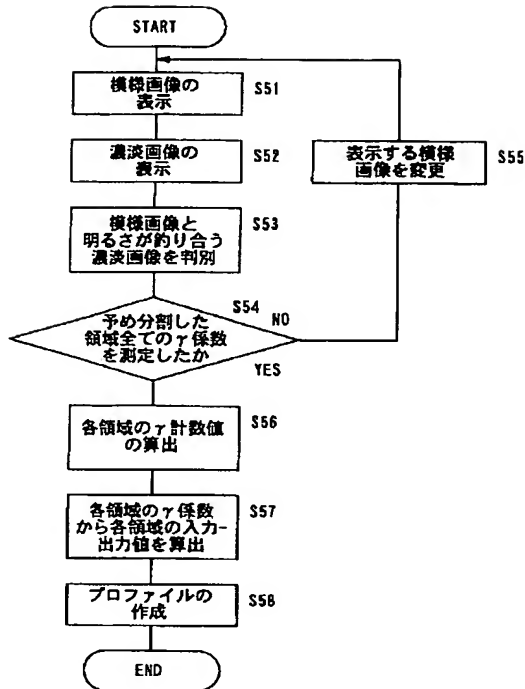 START
模様画像の
表示
S51
濃淡画像の
表示
S52
表示する模様
画像を変更
S55
模様画像と
明るさが釣り合う
濃淡画像を判別
S53
S54
予め分割した
領域全てのγ係数
を測定したか
NO
YES
各領域のγ計数値
の算出
S56
各領域のγ係数
から各領域の入力-
出力値を算出
S57
プロファイルの
作成
S58
END